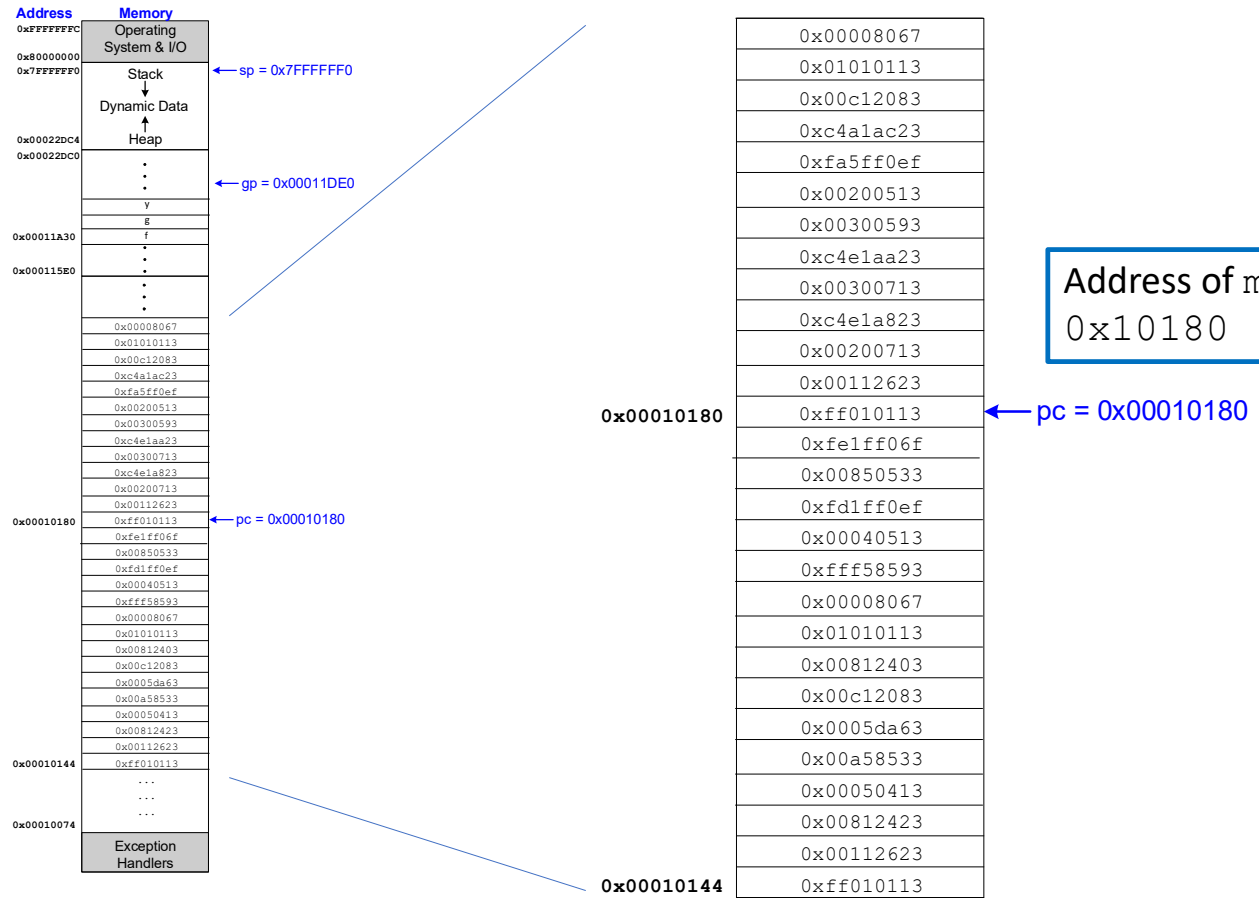 Address Memory
0xFFFFFFFC Operating
System & I/O
0x80000000
0x7FFFFFF0 Stack
sp = 0x7FFFFFF0
Dynamic Data
0x00022DC4 Heap
0x00022DC0
.
.
.
gp = 0x00011DE0
y
g
0x00011A30 f
.
.
.
0x000115E0
.
.
.
0x00008067
0x01010113
0x00c12083
0xc4a1ac23
0xfa5ff0ef
0x00200513
0x00300593
0xc4e1aa23
0x00300713
0xc4e1a823
0x00200713
0x00112623
0x00010180 0xff010113 pc = 0x00010180
0xfe1ff06f
0x00850533
0xfd1ff0ef
0x00040513
0xfff58593
0x00008067
0x01010113
0x00812403
0x00c12083
0x0005da63
0x00a58533
0x00050413
0x00812423
0x00112623
0x00010144 0xff010113
...
...
...
0x00010074
Exception
Handlers
0x00008067
0x01010113
0x00c12083
0xc4a1ac23
0xfa5ff0ef
0x00200513
0x00300593
0xc4e1aa23
0x00300713
0xc4e1a823
0x00200713
0x00112623
0x00010180 0xff010113 pc = 0x00010180
0xfe1ff06f
0x00850533
0xfd1ff0ef
0x00040513
0xfff58593
0x00008067
0x01010113
0x00812403
0x00c12083
0x0005da63
0x00a58533
0x00050413
0x00812423
0x00112623
0x00010144 0xff010113
Address of m
0x10180